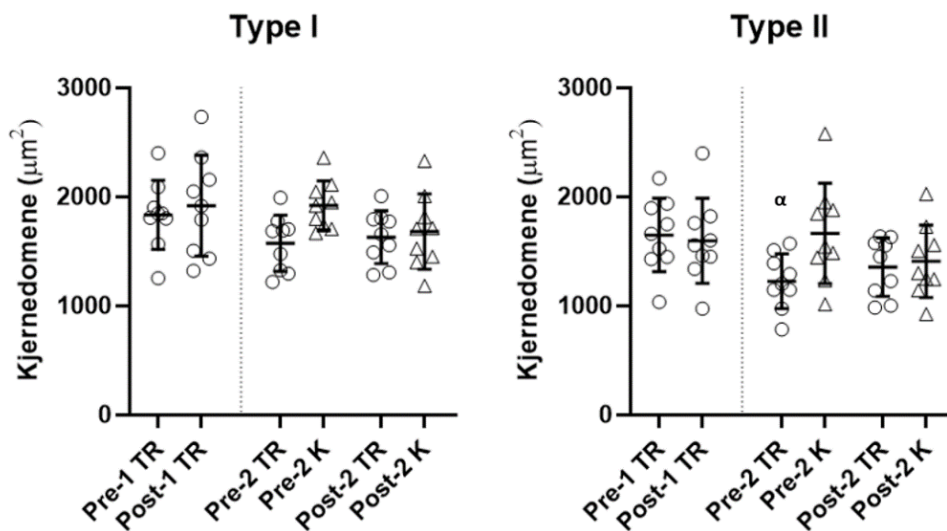 Type I
Kjernedomene (μm²)
3000
2000
1000
0
Pre-1 TR
Post-1 TR
Pre-2 TR
Pre-2 K
Post-2 TR
Post-2 K
Type II
Kjernedomene (μm²)
3000
2000
1000
0
α
Pre-1 TR
Post-1 TR
Pre-2 TR
Pre-2 K
Post-2 TR
Post-2 K